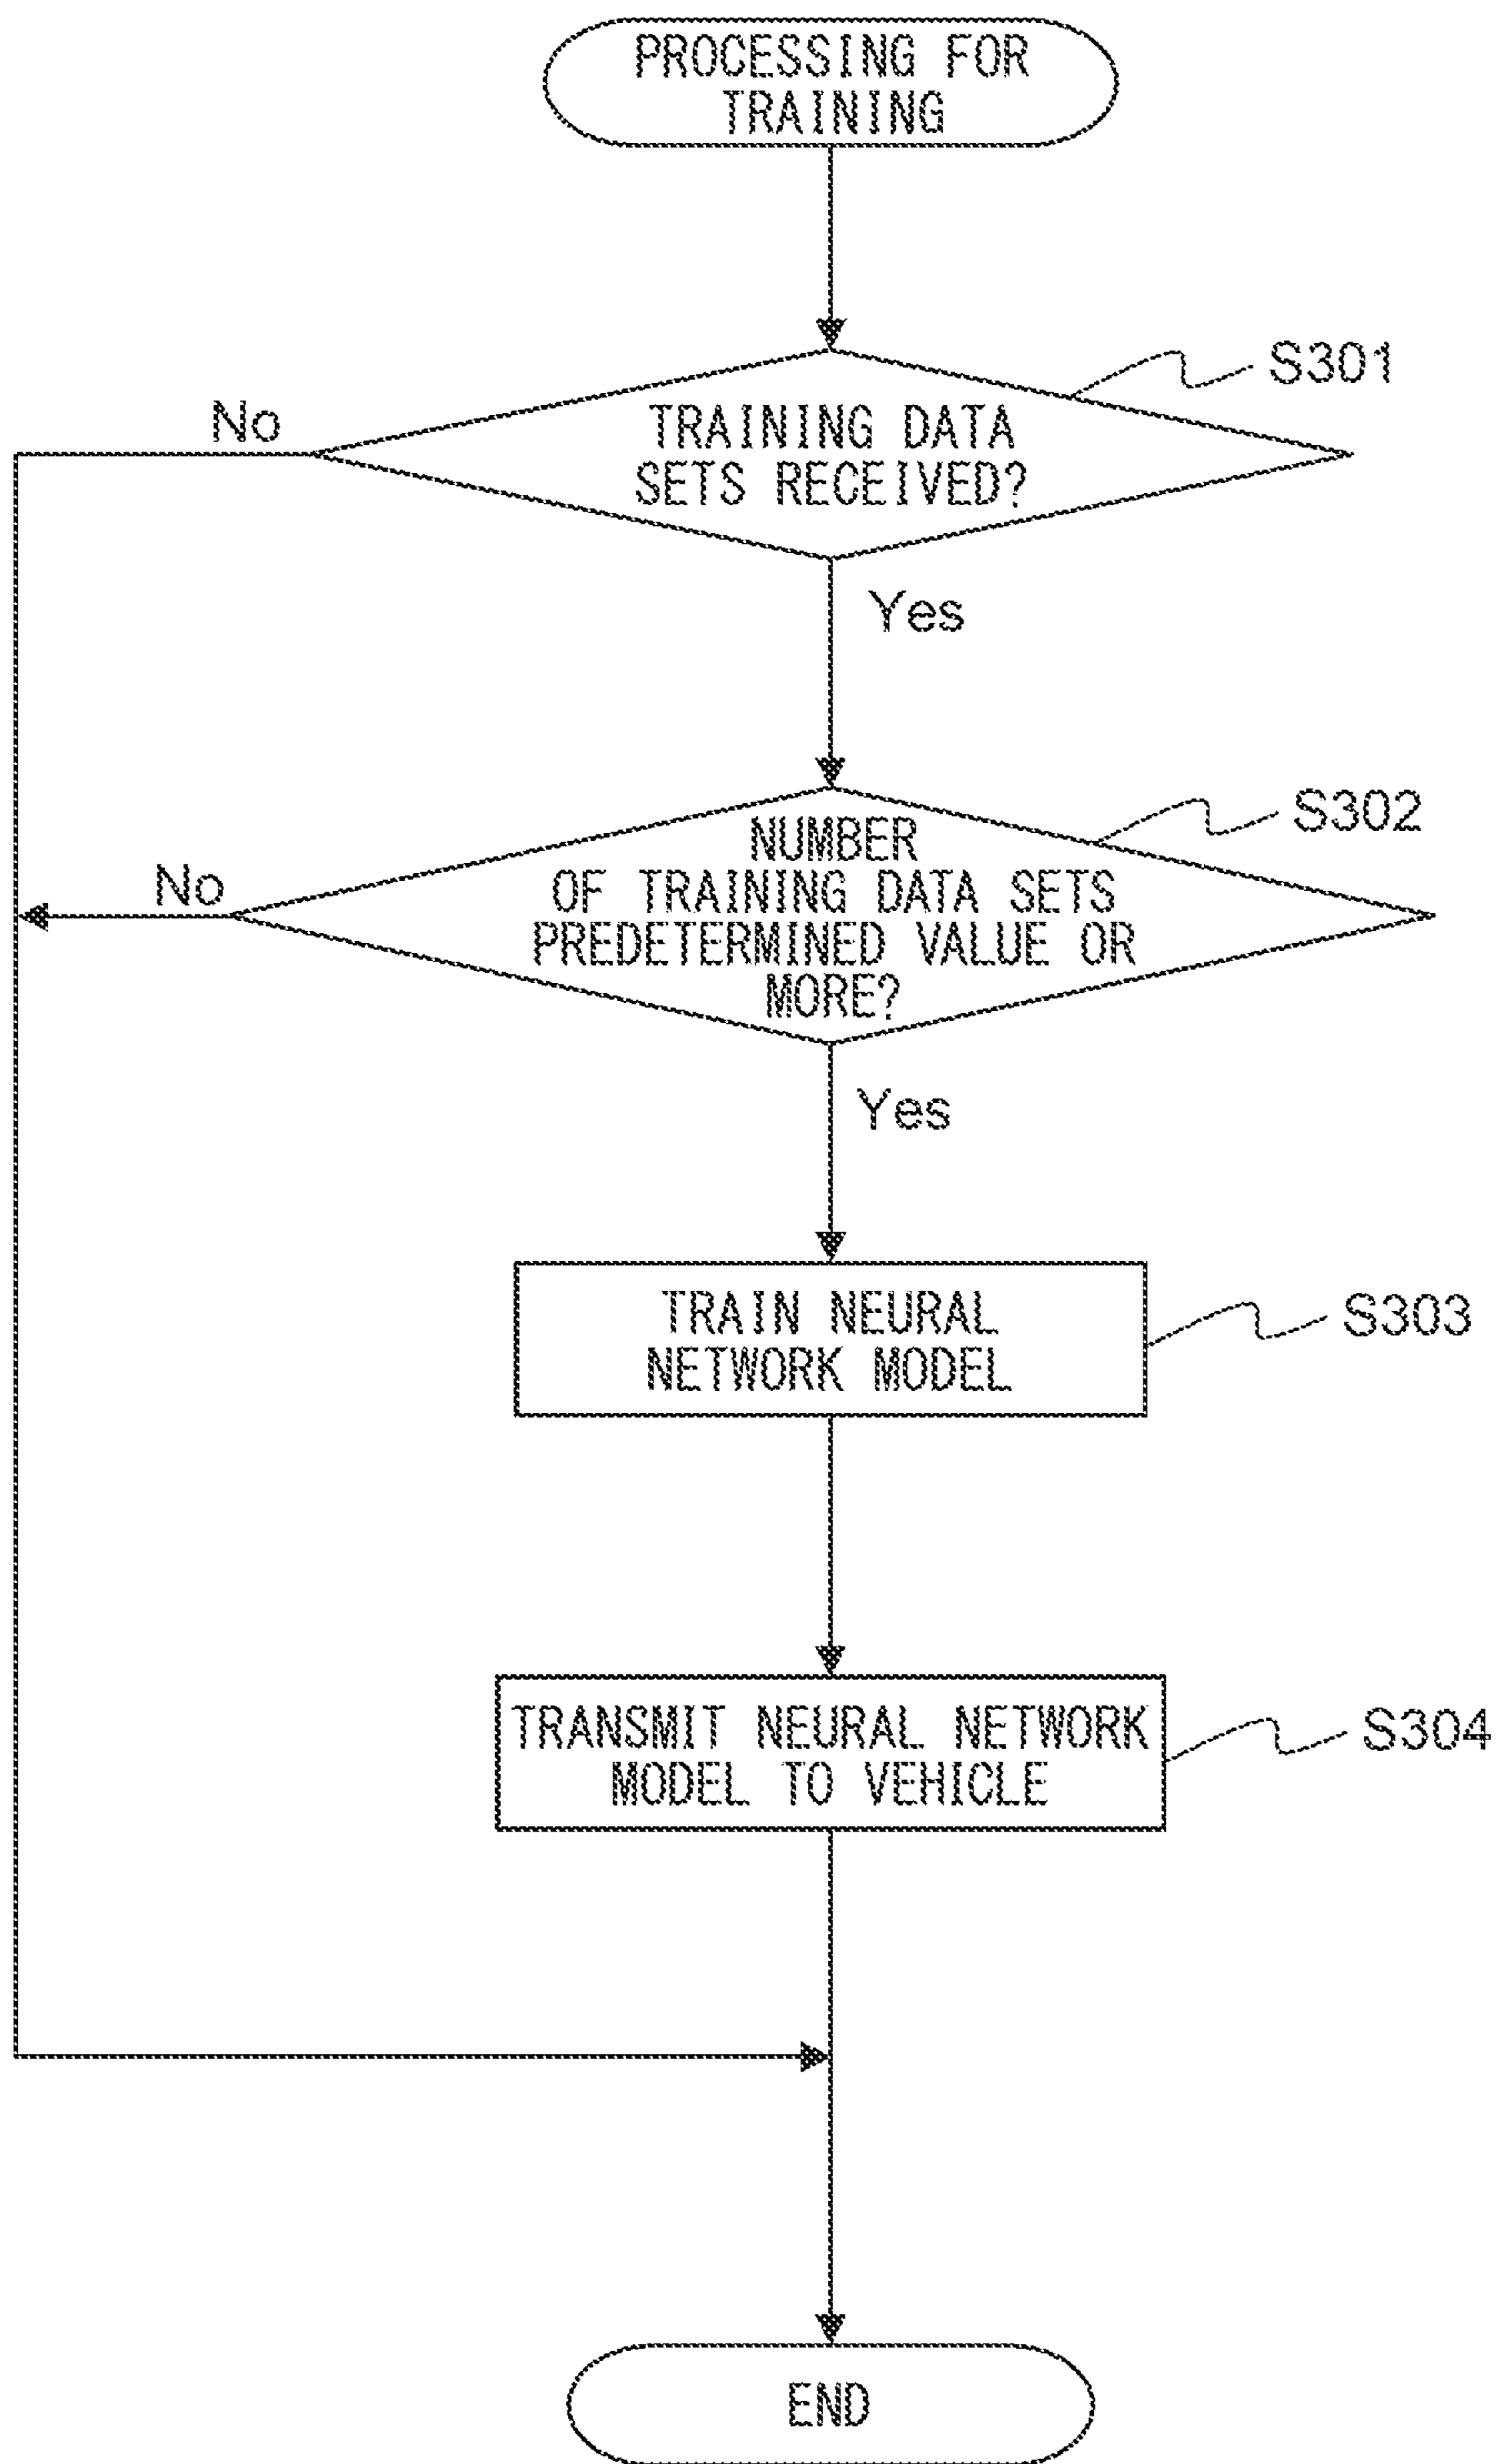 PROCESSING FOR
TRAINING
S301
No
TRAINING DATA
SETS RECEIVED?
Yes
S302
No
NUMBER
OF TRAINING DATA SETS
PREDETERMINED VALUE OR
MORE?
Yes
TRAIN NEURAL
NETWORK MODEL
S303
TRANSMIT NEURAL NETWORK
MODEL TO VEHICLE
S304
END